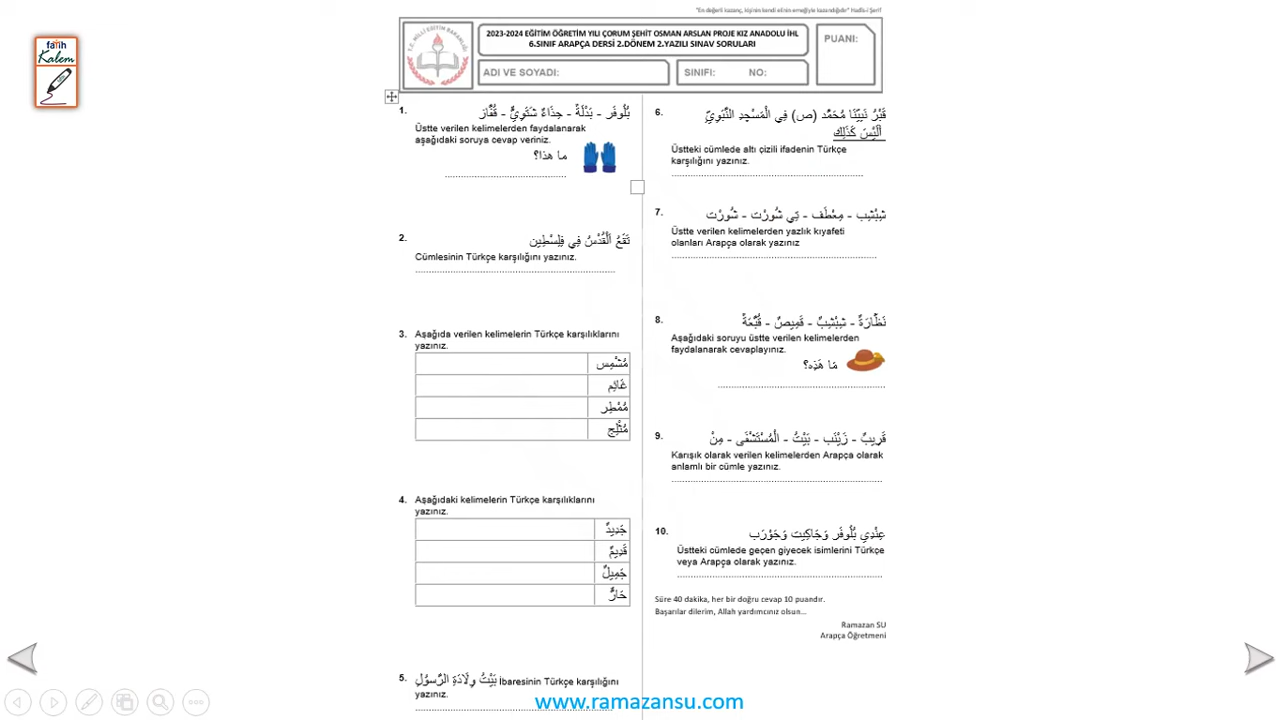 "En değerli kazanç, kişinin kendi elinin emeğiyle kazandığıdır" Hadis-i Şerif
fatih
Kalem
T.C. MİLLÎ EĞİTİM BAKANLIĞI
2023-2024 EĞİTİM ÖĞRETİM YILI ÇORUM ŞEHİT OSMAN ARSLAN PROJE KIZ ANADOLU İHL
6.SINIF ARAPÇA DERSİ 2.DÖNEM 2.YAZILI SINAV SORULARI
ADI VE SOYADI:
SINIFI: NO:
PUANI:
1. بُلُوفَر - بَدْلَةٌ - حِذَاءٌ شَتَوِيٌّ - قُفَّاز
Üstte verilen kelimelerden faydalanarak
aşağıdaki soruya cevap veriniz.
ما هذا؟
2. تَقَعُ اَلْقُدْسُ فِي فِلِسْطِين
Cümlesinin Türkçe karşılığını yazınız.
3. Aşağıda verilen kelimelerin Türkçe karşılıklarını
yazınız.
مُشْمِس
غَائِم
مُمْطِر
مُثْلِج
4. Aşağıdaki kelimelerin Türkçe karşılıklarını
yazınız.
جَدِيدٌ
قَدِيمٌ
جَمِيلٌ
حَارٌّ
5. بَيْتُ وِلَادَةِ الرَّسُولِ İbaresinin Türkçe karşılığını
yazınız.
6. قَبْرُ نَبِيِّنَا مُحَمَّد (ص) فِي الْمَسْجِدِ النَّبَوِيِّ
أَلَيْسَ كَذَلِكَ
Üstteki cümlede altı çizili ifadenin Türkçe
karşılığını yazınız.
7. شِبْشِب - مِعْطَف - تِي شُورْت - شُورْت
Üstte verilen kelimelerden yazlık kıyafeti
olanları Arapça olarak yazınız
8. نَظَّارَةٌ - شِبْشِبٌ - قَمِيصٌ - قُبَّعَةٌ
Aşağıdaki soruyu üstte verilen kelimelerden
faydalanarak cevaplayınız.
مَا هَذِهِ؟
9. قَرِيبٌ - زَيْنَب - بَيْتُ - الْمُسْتَشْفَى - مِنْ
Karışık olarak verilen kelimelerden Arapça olarak
anlamlı bir cümle yazınız.
10. عِنْدِي بُلُوفَر وَجَاكِيت وَجَوْرَب
Üstteki cümlede geçen giyecek isimlerini Türkçe
veya Arapça olarak yazınız.
Süre 40 dakika, her bir doğru cevap 10 puandır.
Başarılar dilerim, Allah yardımcınız olsun...
Ramazan SU
Arapça Öğretmeni
www.ramazansu.com